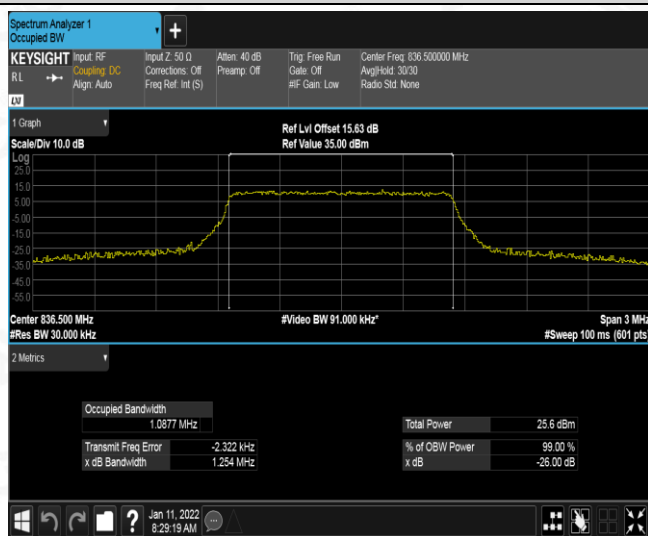 Spectrum Analyzer 1
Occupied BW
+
KEYSIGHT
RL
LXI
Input: RF
Coupling: DC
Align: Auto
Input Z: 50 Ω
Corrections: Off
Freq Ref: Int (S)
Atten: 40 dB
Preamp: Off
Trig: Free Run
Gate: Off
#IF Gain: Low
Center Freq: 836.500000 MHz
Avg|Hold: 30/30
Radio Std: None
1 Graph
Scale/Div 10.0 dB
Ref Lvl Offset 15.63 dB
Ref Value 35.00 dBm
Log
25.0
15.0
5.00
-5.00
-15.0
-25.0
-35.0
-45.0
-55.0
Center 836.500 MHz
#Res BW 30.000 kHz
#Video BW 91.000 kHz*
Span 3 MHz
#Sweep 100 ms (601 pts)
2 Metrics
Occupied Bandwidth
1.0877 MHz
Transmit Freq Error -2.322 kHz
x dB Bandwidth 1.254 MHz
Total Power 25.6 dBm
% of OBW Power 99.00 %
x dB -26.00 dB
?
Jan 11, 2022
8:29:19 AM